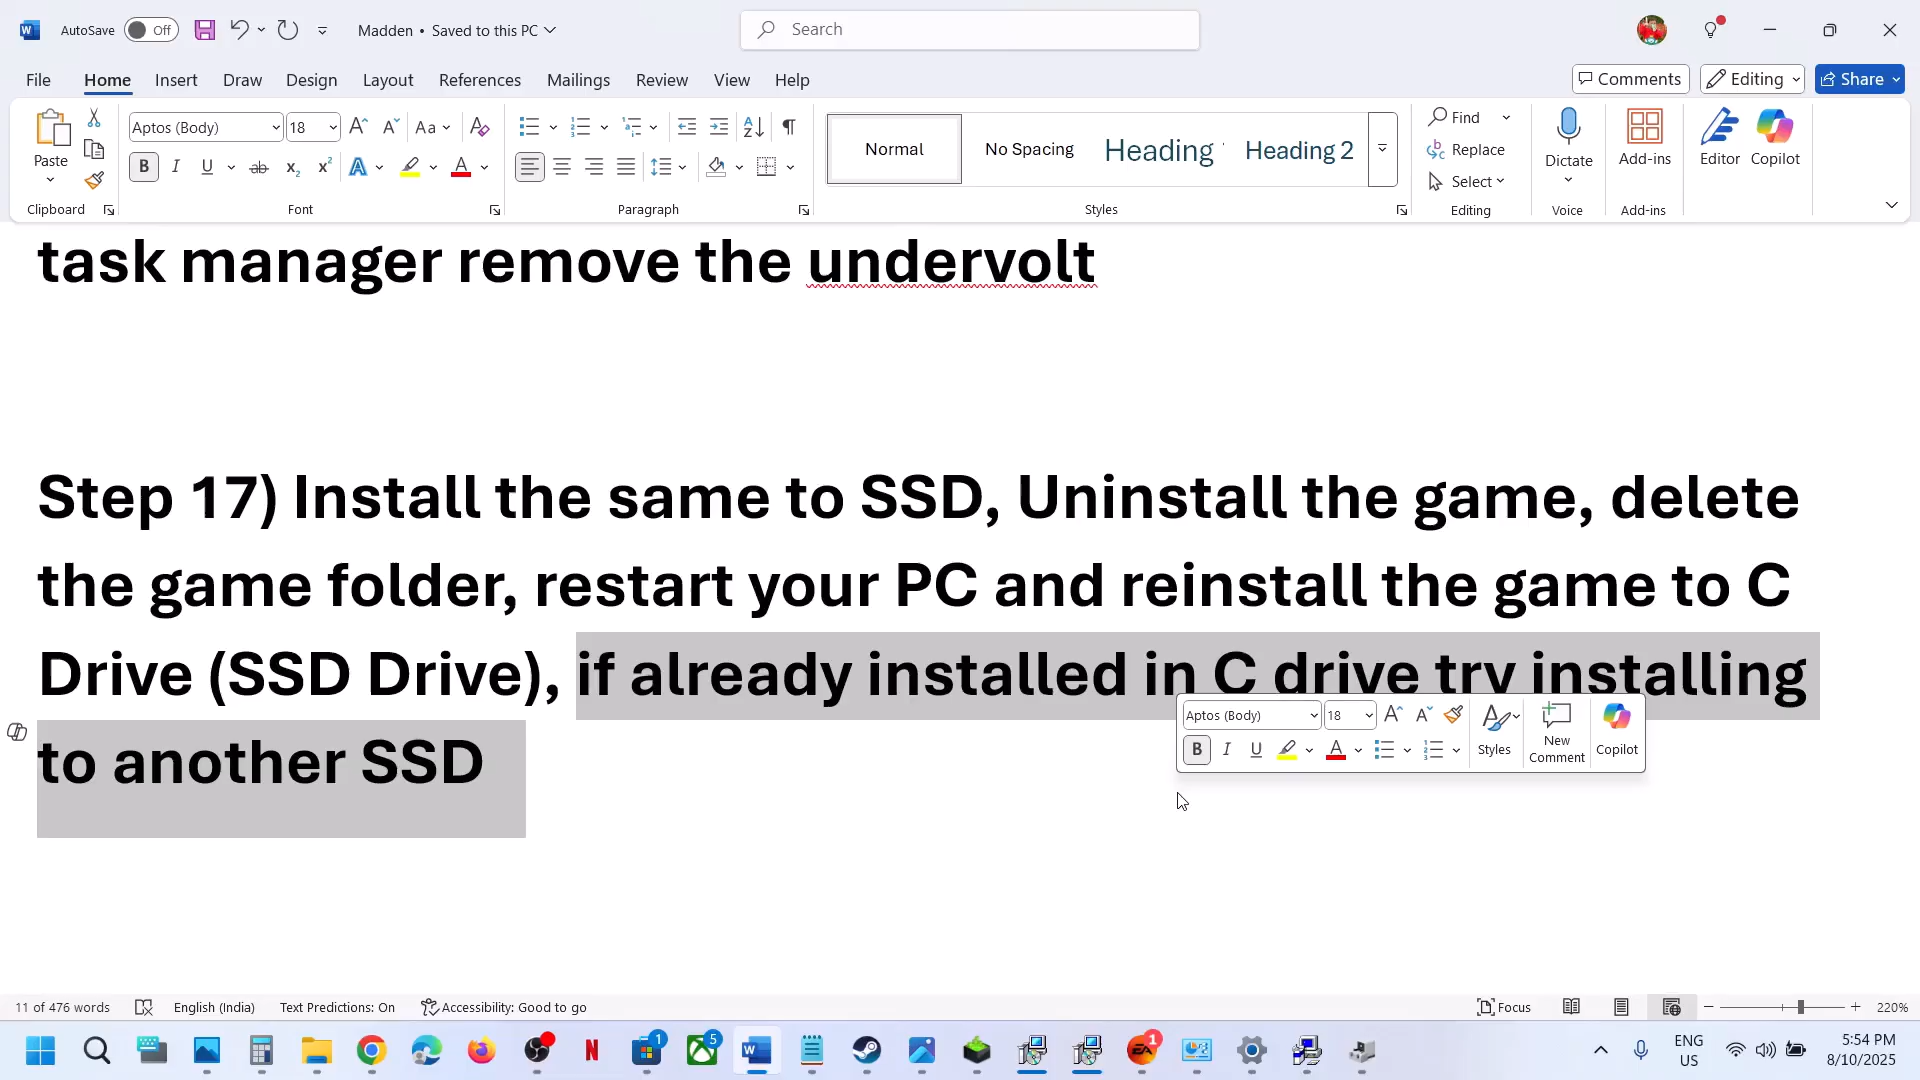 AutoSave Off Madden • Saved to this PC Search
File Home Insert Draw Design Layout References Mailings Review View Help Comments Editing Share
Paste Aptos (Body) 18 Aa Normal No Spacing Heading Heading 2 Find Replace Select Dictate Add-ins Editor Copilot
B I U ab x₂ x² A A
Clipboard Font Paragraph Styles Editing Voice Add-ins
task manager remove the undervolt
Step 17) Install the same to SSD, Uninstall the game, delete
the game folder, restart your PC and reinstall the game to C
Drive (SSD Drive), if already installed in C drive try installing
to another SSD
Aptos (Body) 18
B I U A Styles New Comment Copilot
11 of 476 words English (India) Text Predictions: On Accessibility: Good to go Focus 220%
1 5 1 ENG US 5:54 PM 8/10/2025